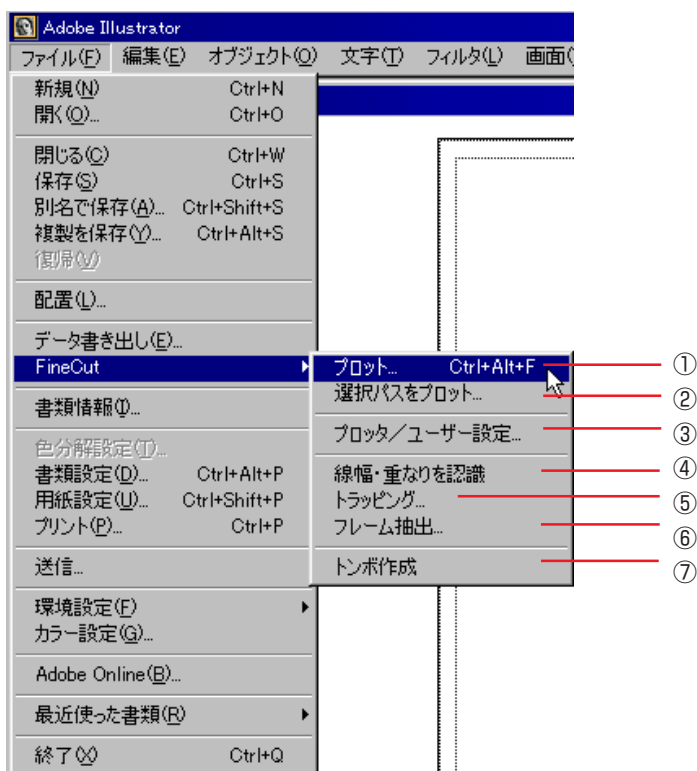 Adobe Illustrator
ファイル(F) 編集(E) オブジェクト(O) 文字(T) フィルタ(L) 画面(
新規(N) Ctrl+N
開く(O)... Ctrl+O
閉じる(C) Ctrl+W
保存(S) Ctrl+S
別名で保存(A)... Ctrl+Shift+S
複製を保存(Y)... Ctrl+Alt+S
復帰(V)
配置(L)...
データ書き出し(E)...
FineCut
書類情報(I)...
色分解設定(T)...
書類設定(D)... Ctrl+Alt+P
用紙設定(U)... Ctrl+Shift+P
プリント(P)... Ctrl+P
送信...
環境設定(F)
カラー設定(G)...
Adobe Online(B)...
最近使った書類(R)
終了(X) Ctrl+Q
プロット... Ctrl+Alt+F ①
選択パスをプロット... ②
プロッタ／ユーザー設定... ③
線幅・重なりを認識 ④
トラッピング... ⑤
フレーム抽出... ⑥
トンボ作成 ⑦